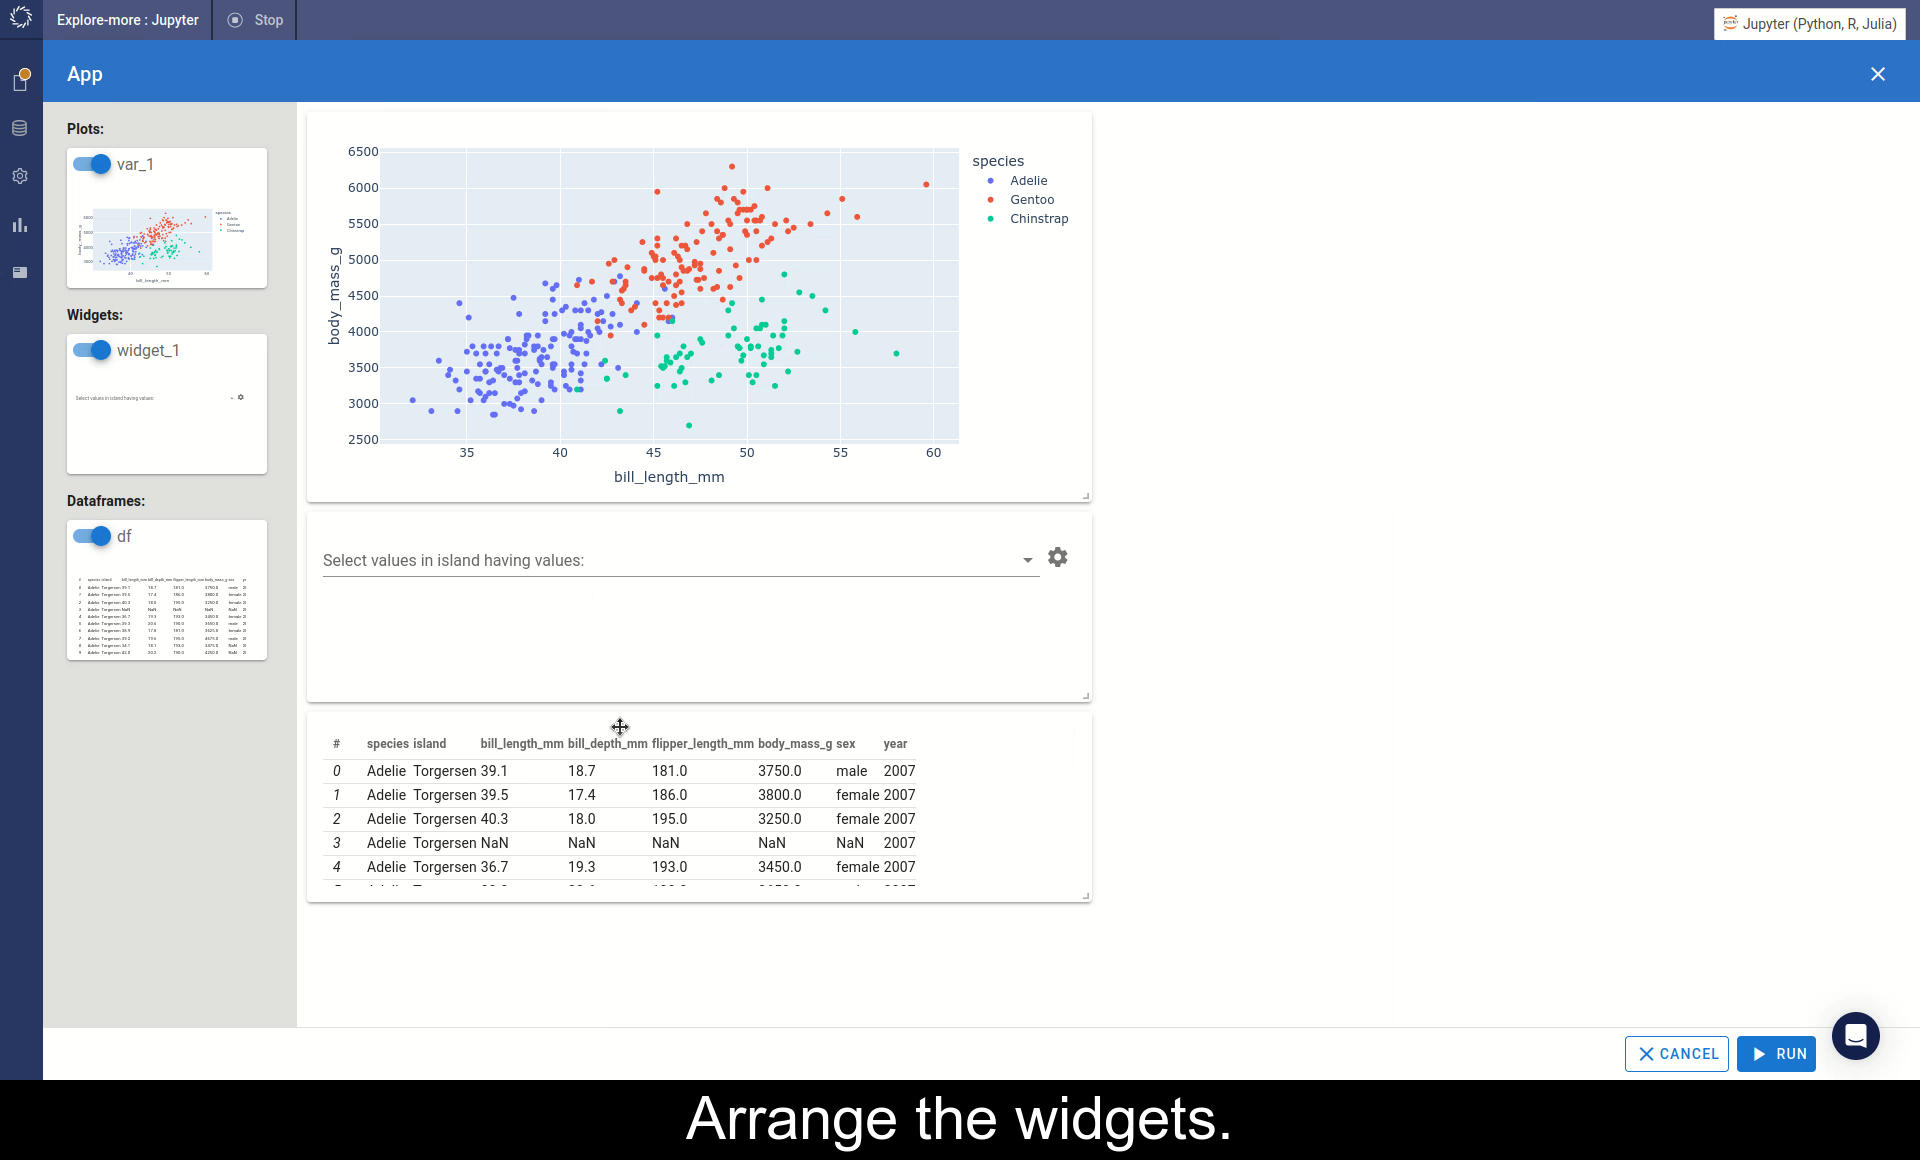 Explore-more : Jupyter
Stop
Jupyter (Python, R, Julia)
App
Plots:
var_1
species
Adelie
Gentoo
Chinstrap
bill_length_mm
Widgets:
widget_1
Select values in island having values:
Dataframes:
df
6500
6000
5500
5000
4500
4000
3500
3000
2500
body_mass_g
35 40 45 50 55 60
bill_length_mm
species
Adelie
Gentoo
Chinstrap
Select values in island having values:
# species island bill_length_mm bill_depth_mm flipper_length_mm body_mass_g sex year
0 Adelie Torgersen 39.1 18.7 181.0 3750.0 male 2007
1 Adelie Torgersen 39.5 17.4 186.0 3800.0 female 2007
2 Adelie Torgersen 40.3 18.0 195.0 3250.0 female 2007
3 Adelie Torgersen NaN NaN NaN NaN NaN 2007
4 Adelie Torgersen 36.7 19.3 193.0 3450.0 female 2007
CANCEL
RUN
Arrange the widgets.